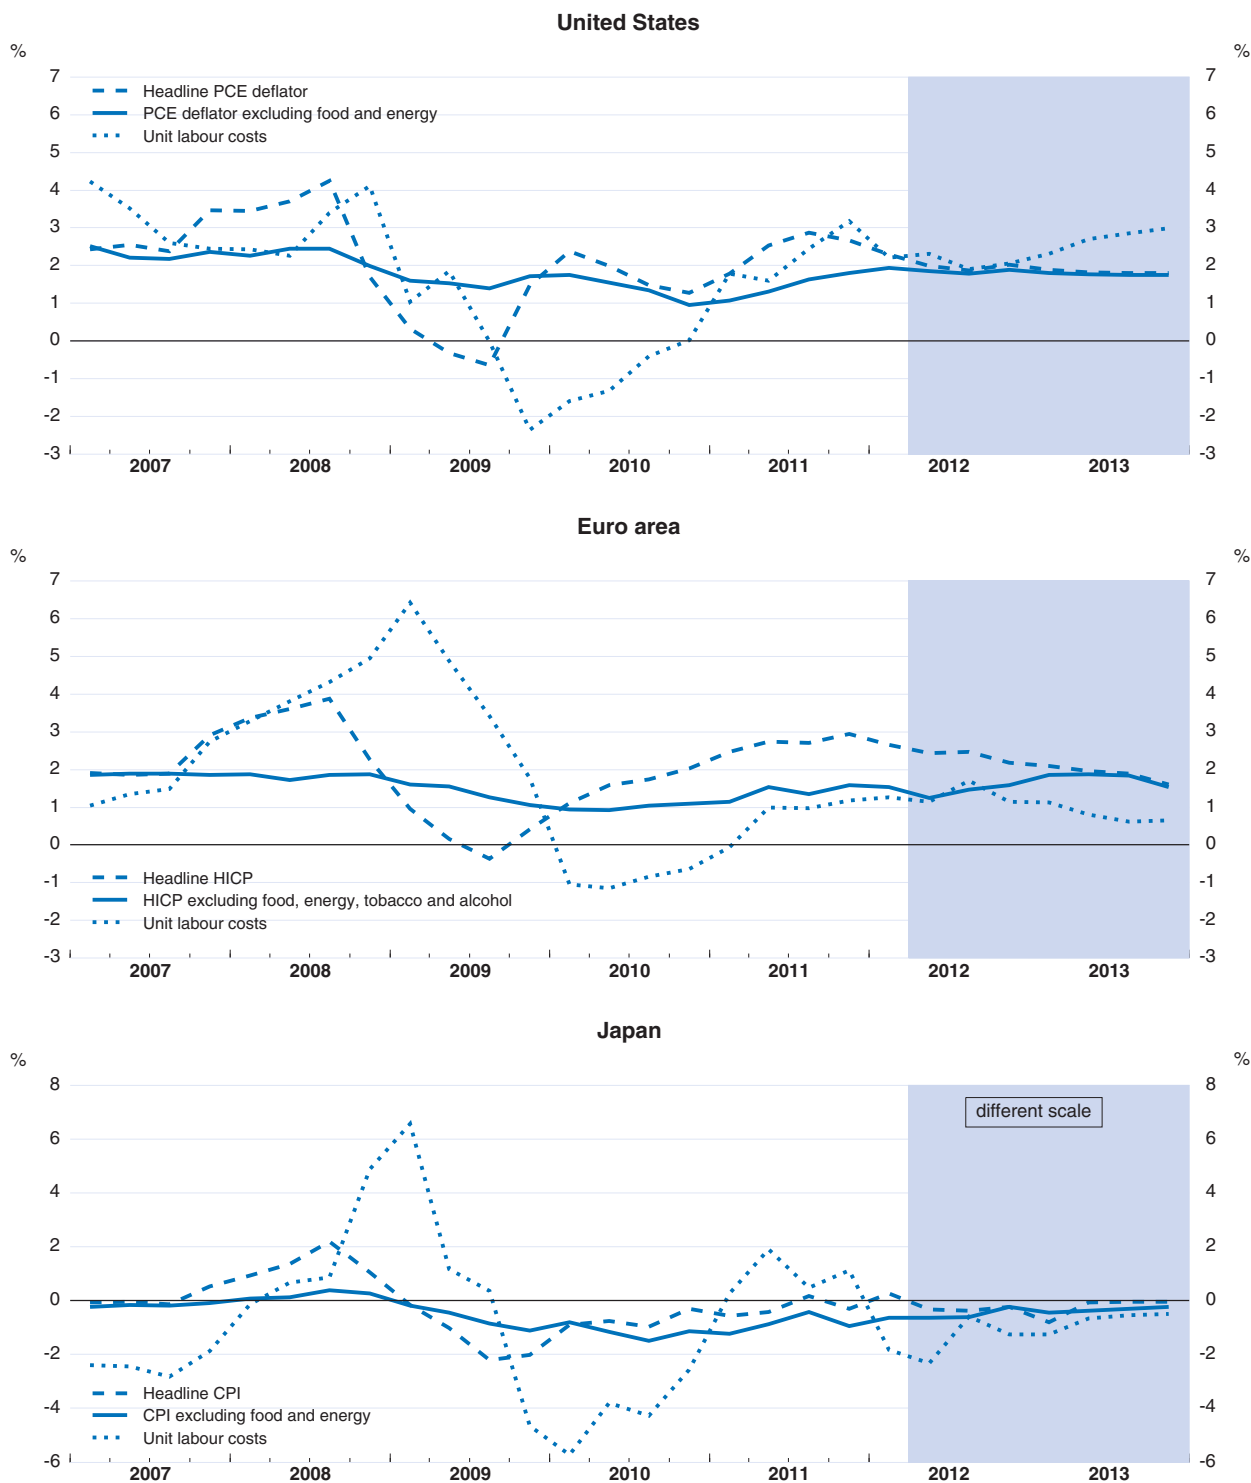 United States
% %
7 7
Headline PCE deflator
6 PCE deflator excluding food and energy 6
Unit labour costs
5 5
4 4
3 3
2 2
1 1
0 0
-1 -1
-2 -2
-3 -3
2007 2008 2009 2010 2011 2012 2013
Euro area
% %
7 7
6 6
5 5
4 4
3 3
2 2
1 1
0 0
Headline HICP
-1 -1
HICP excluding food, energy, tobacco and alcohol
-2 Unit labour costs -2
-3 -3
2007 2008 2009 2010 2011 2012 2013
Japan
% %
8 8
different scale
6 6
4 4
2 2
0 0
-2 -2
Headline CPI
-4 CPI excluding food and energy -4
Unit labour costs
-6 -6
2007 2008 2009 2010 2011 2012 2013